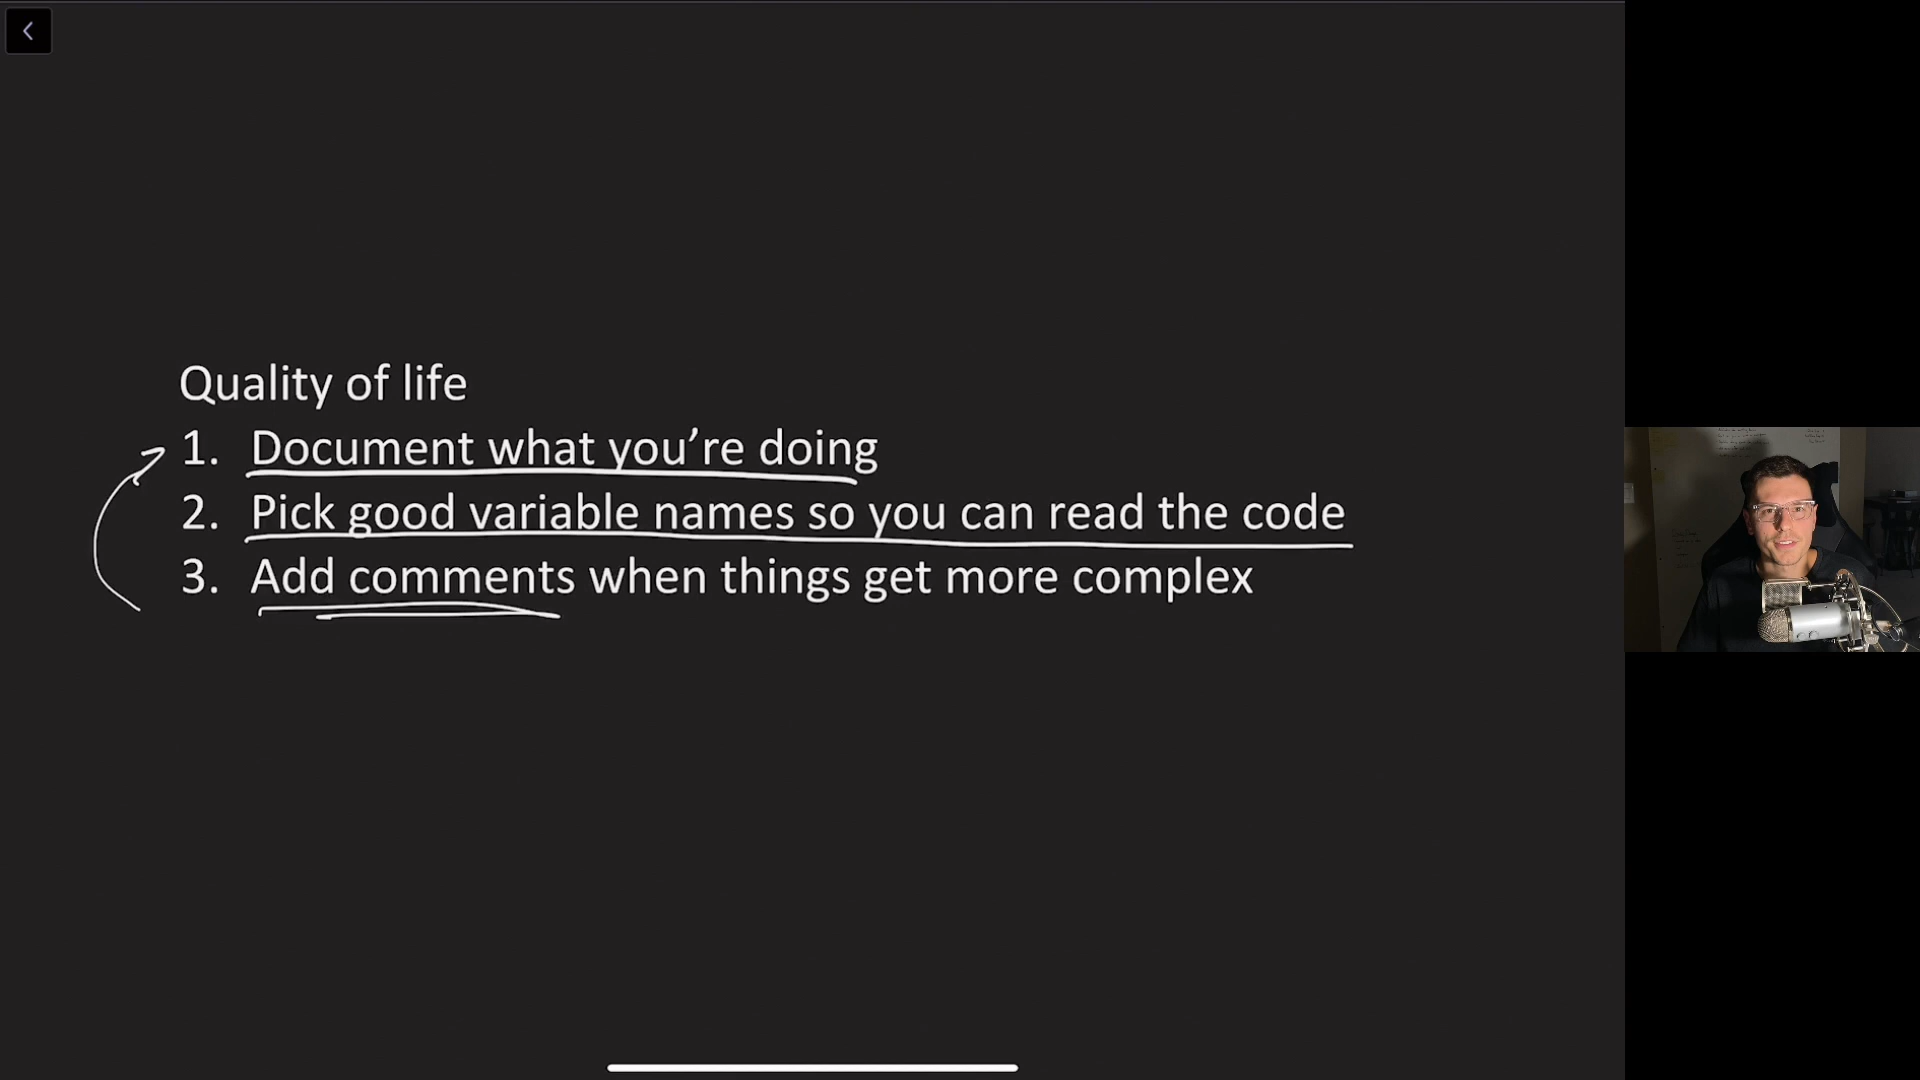 Quality of life
1. Document what you’re doing
2. Pick good variable names so you can read the code
3. Add comments when things get more complex